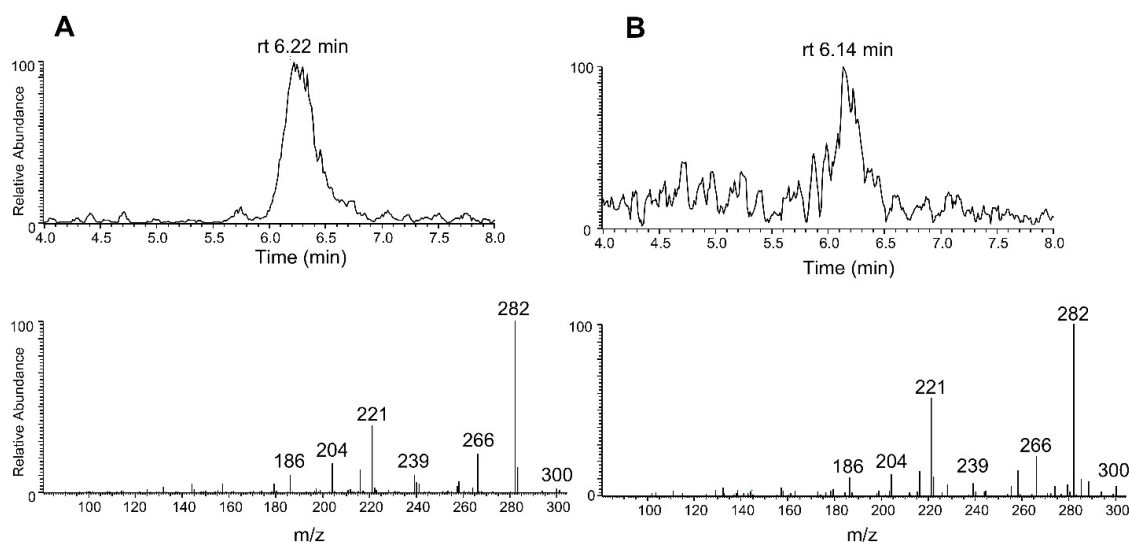 A
rt 6.22 min
100
Relative Abundance
0
4.0 4.5 5.0 5.5 6.0 6.5 7.0 7.5 8.0
Time (min)
B
rt 6.14 min
100
0
4.0 4.5 5.0 5.5 6.0 6.5 7.0 7.5 8.0
Time (min)
282
100
Relative Abundance
221
186 204 239 266 300
0
100 120 140 160 180 200 220 240 260 280 300
m/z
282
100
221
186 204 239 266 300
0
100 120 140 160 180 200 220 240 260 280 300
m/z